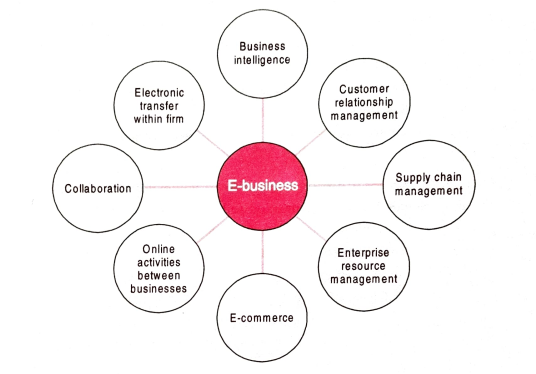 Business
intelligence
Electronic
transfer
within firm
Customer
relationship
management
Collaboration
E-business
Supply chain
management
Online
activities
between
businesses
Enterprise
resource
management
E-commerce